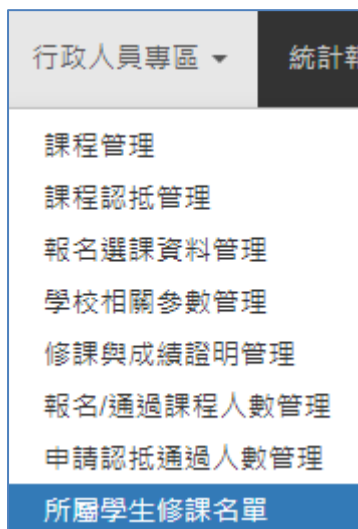 行政人員專區 統計
課程管理
課程認抵管理
報名選課資料管理
學校相關參數管理
修課與成績證明管理
報名/通過課程人數管理
申請認抵通過人數管理
所屬學生修課名單